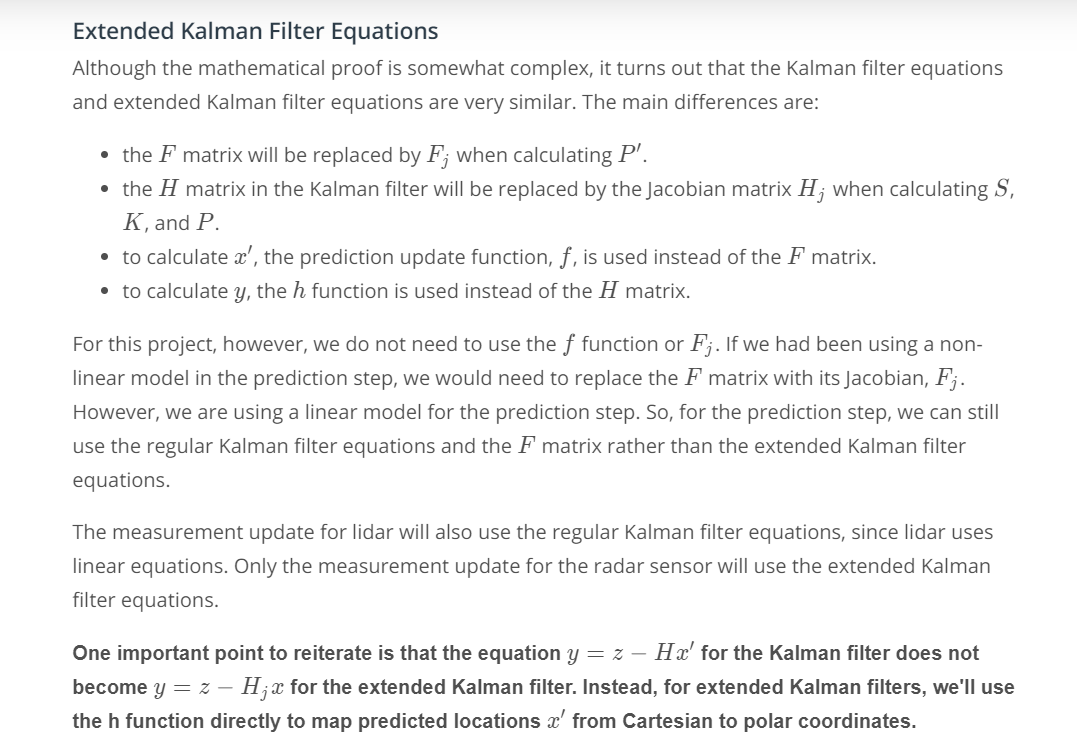 Extended Kalman Filter Equations
Although the mathematical proof is somewhat complex, it turns out that the Kalman filter equations
and extended Kalman filter equations are very similar. The main differences are:
• the F matrix will be replaced by Fⱼ when calculating P′.
• the H matrix in the Kalman filter will be replaced by the Jacobian matrix Hⱼ when calculating S,
K, and P.
• to calculate x′, the prediction update function, f, is used instead of the F matrix.
• to calculate y, the h function is used instead of the H matrix.
For this project, however, we do not need to use the f function or Fⱼ. If we had been using a non-
linear model in the prediction step, we would need to replace the F matrix with its Jacobian, Fⱼ.
However, we are using a linear model for the prediction step. So, for the prediction step, we can still
use the regular Kalman filter equations and the F matrix rather than the extended Kalman filter
equations.
The measurement update for lidar will also use the regular Kalman filter equations, since lidar uses
linear equations. Only the measurement update for the radar sensor will use the extended Kalman
filter equations.
One important point to reiterate is that the equation y = z − Hx′ for the Kalman filter does not
become y = z − Hⱼx for the extended Kalman filter. Instead, for extended Kalman filters, we'll use
the h function directly to map predicted locations x′ from Cartesian to polar coordinates.